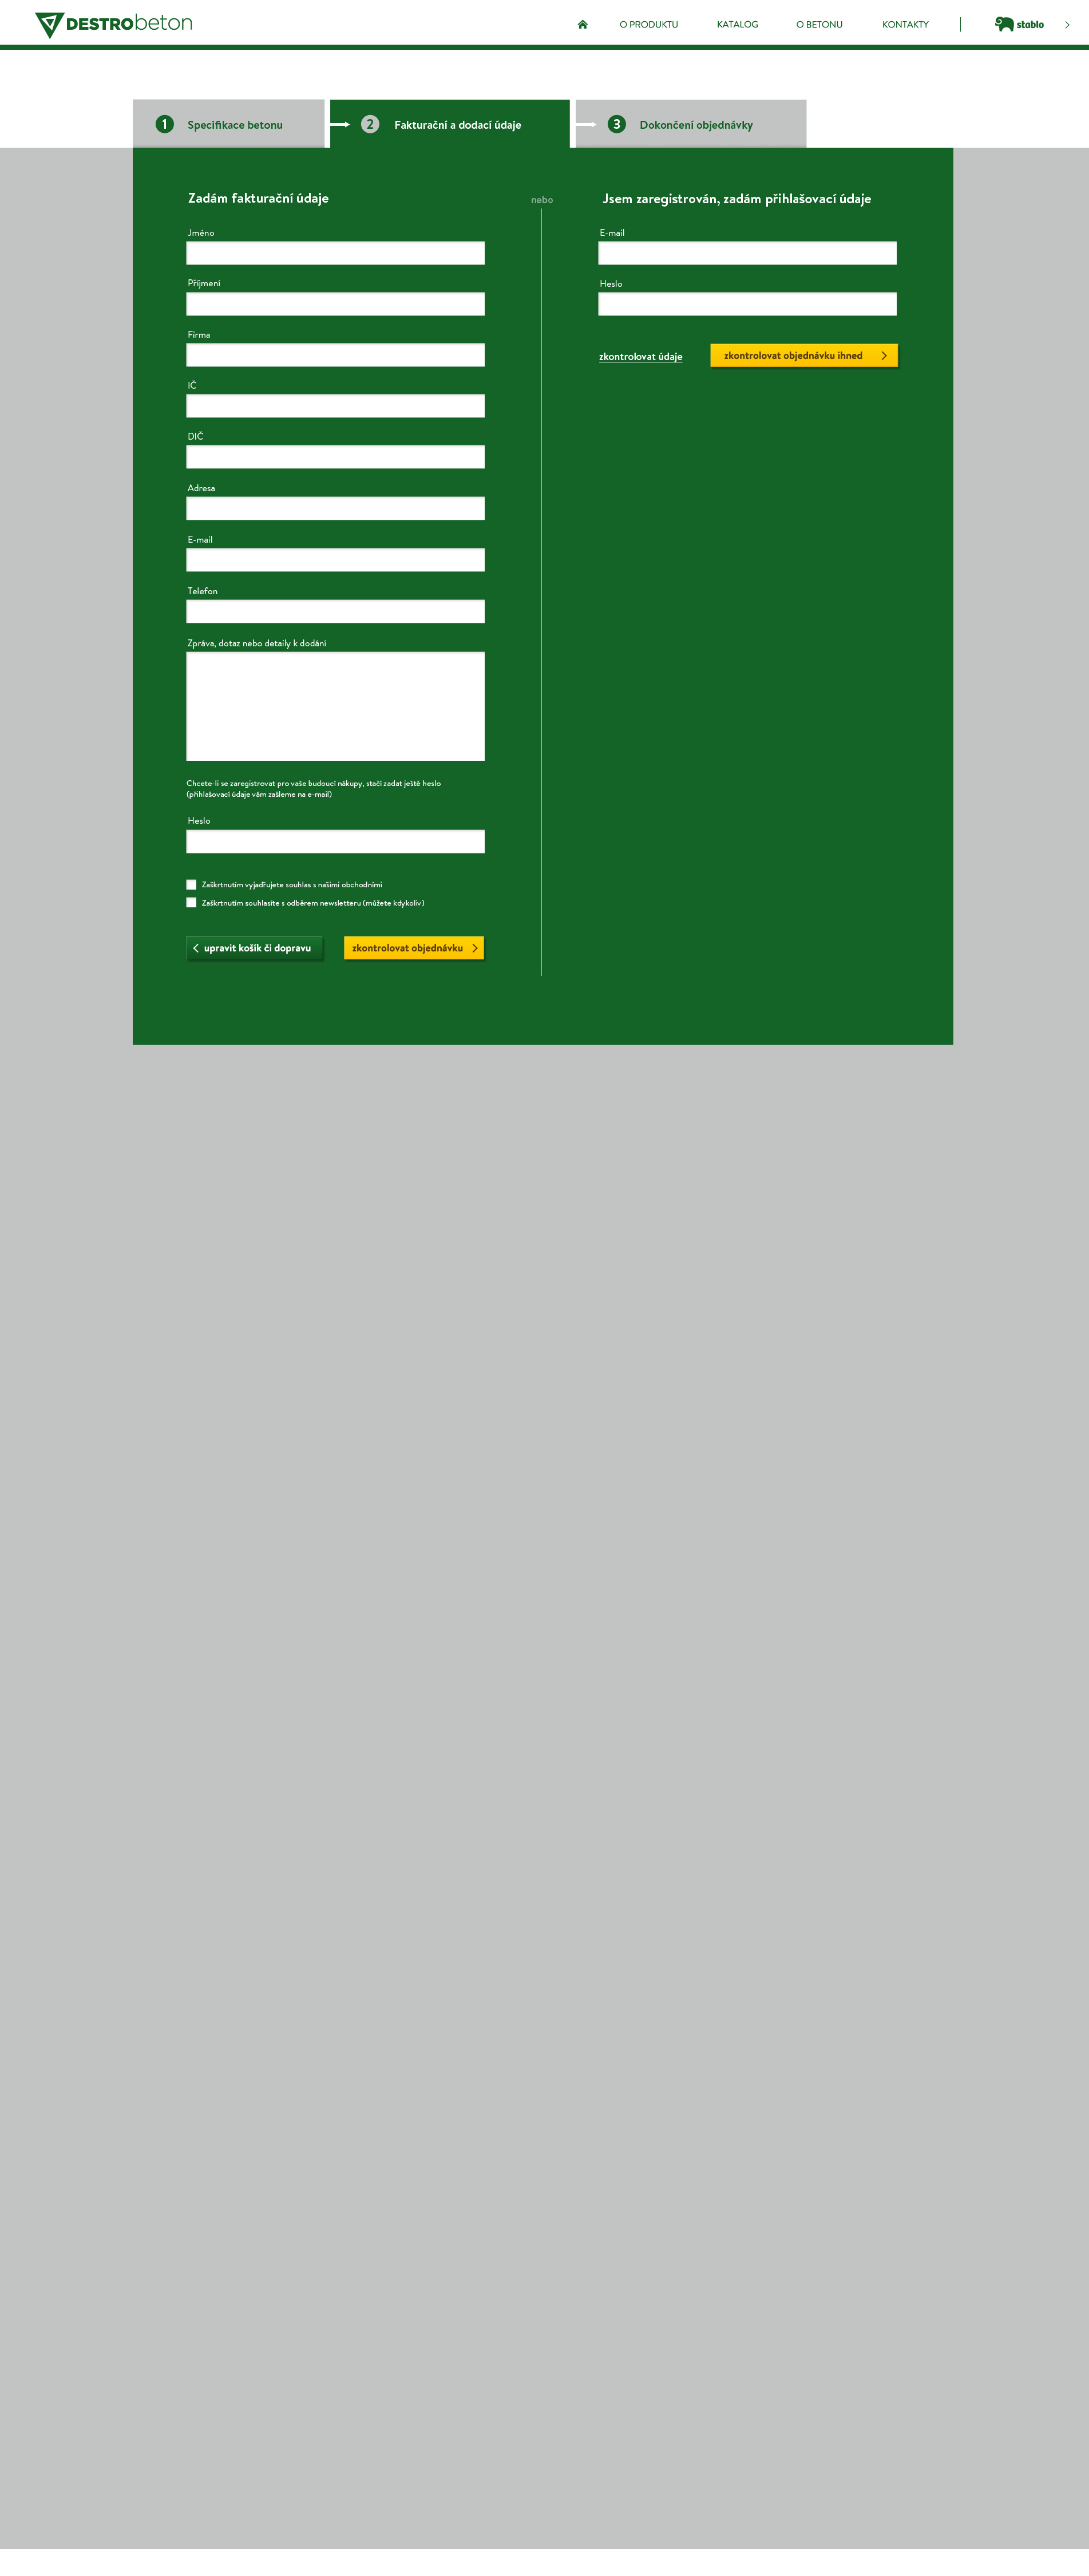 DESTRObeton
O PRODUKTU
KATALOG
O BETONU
KONTAKTY
stablo
1 Specifikace betonu
2 Fakturační a dodací údaje
3 Dokončení objednávky
Zadám fakturační údaje
Jméno
Příjmení
Firma
IČ
DIČ
Adresa
E-mail
Telefon
Zpráva, dotaz nebo detaily k dodání
Chcete-li se zaregistrovat pro vaše budoucí nákupy, stačí zadat ještě heslo
(přihlašovací údaje vám zašleme na e-mail)
Heslo
Zaškrtnutím vyjadřujete souhlas s našimi obchodními
Zaškrtnutím souhlasíte s odběrem newsletteru (můžete kdykoliv)
upravit košík či dopravu
zkontrolovat objednávku
nebo
Jsem zaregistrován, zadám přihlašovací údaje
E-mail
Heslo
zkontrolovat údaje
zkontrolovat objednávku ihned